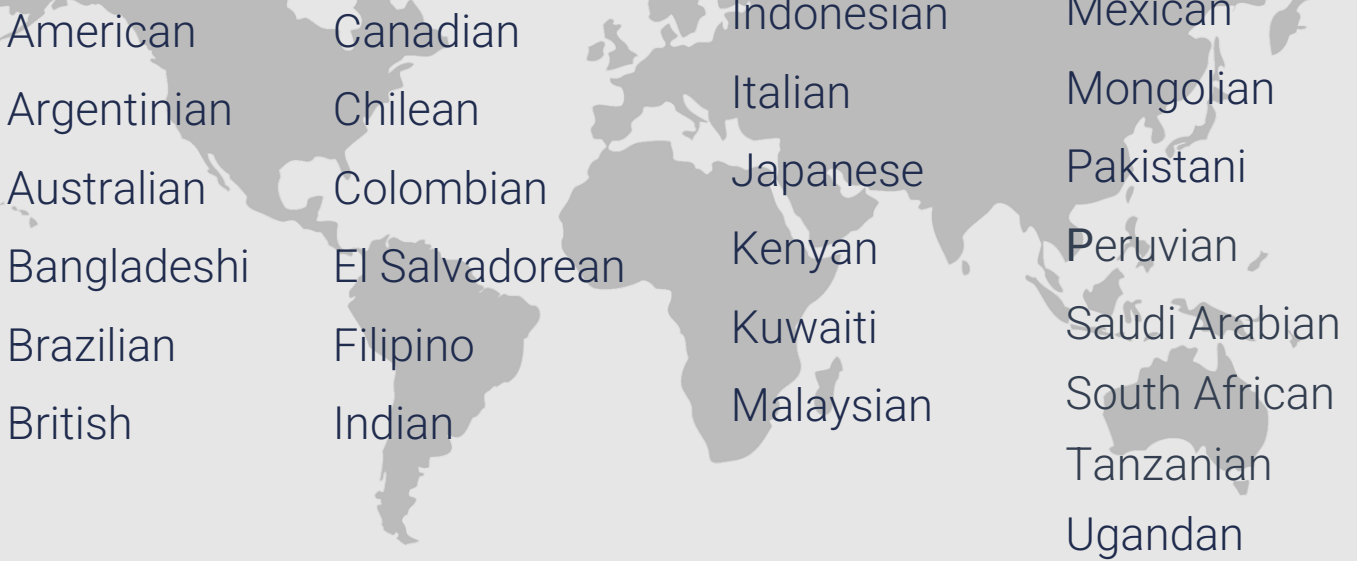 American
Argentinian
Australian
Bangladeshi
Brazilian
British
Canadian
Chilean
Colombian
El Salvadorean
Filipino
Indian
Indonesian
Italian
Japanese
Kenyan
Kuwaiti
Malaysian
Mexican
Mongolian
Pakistani
Peruvian
Saudi Arabian
South African
Tanzanian
Ugandan